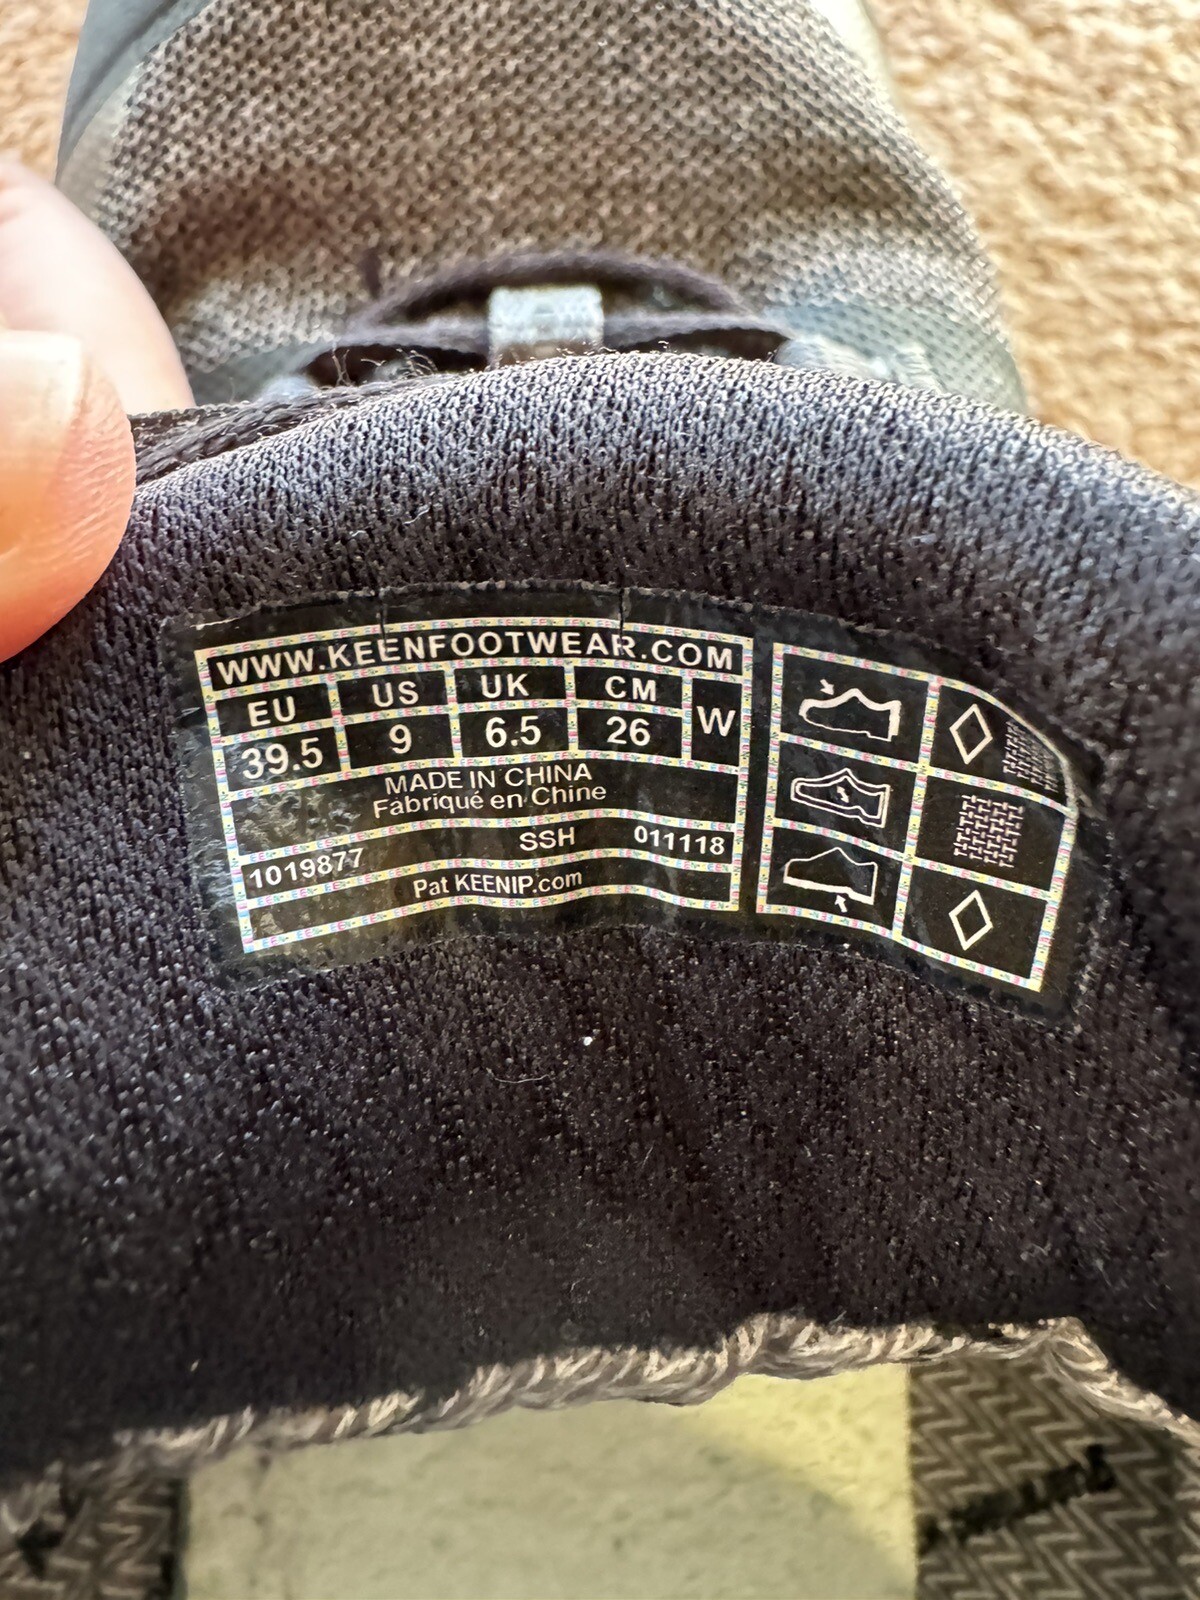 WWW.KEENFOOTWEAR.COM
EU US UK CM W
39.5 9 6.5 26
MADE IN CHINA
Fabriqué en Chine
1019877 SSH 011118
Pat KEENIP.com